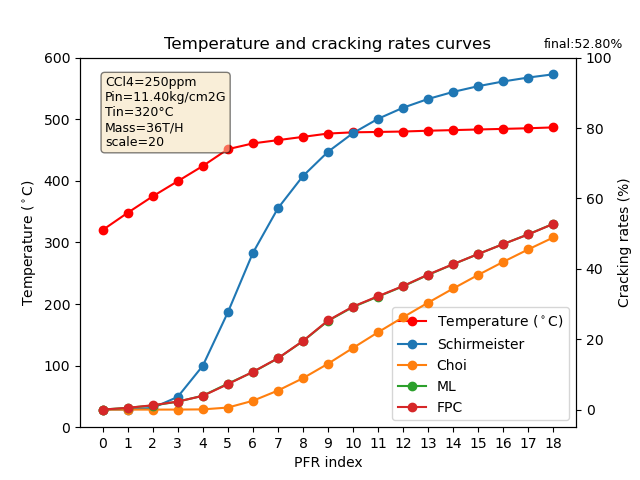 Temperature and cracking rates curves
final:52.80%
CCl4=250ppm
Pin=11.40kg/cm2G
Tin=320°C
Mass=36T/H
scale=20
600
500
400
300
200
100
0
Temperature (°C)
100
80
60
40
20
0
Cracking rates (%)
Temperature (°C)
Schirmeister
Choi
ML
FPC
0 1 2 3 4 5 6 7 8 9 10 11 12 13 14 15 16 17 18
PFR index